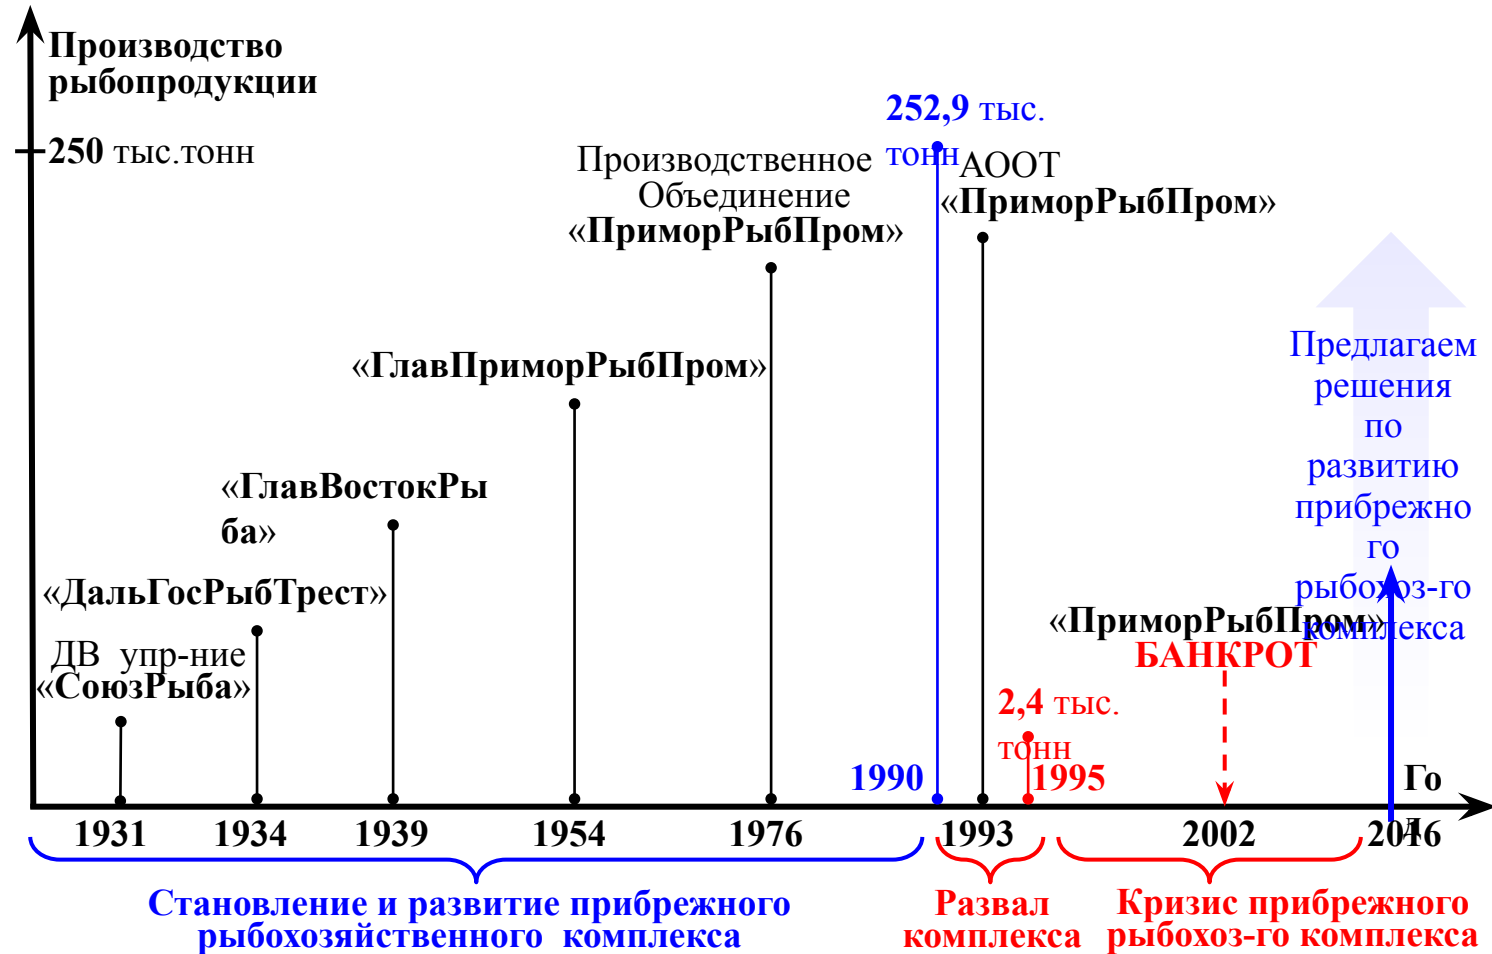 Производство
рыбопродукции
250 тыс.тонн
252,9 тыс.
тонн
Производственное
Объединение
«ПриморРыбПром»
АООТ
«ПриморРыбПром»
«ГлавПриморРыбПром»
«ГлавВостокРы
ба»
«ДальГосРыбТрест»
ДВ упр-ние
«СоюзРыба»
Предлагаем
решения
по
развитию
прибрежно
го
рыбохоз-го
комплекса
«ПриморРыбПром»
БАНКРОТ
2,4 тыс.
тонн
1990
1995
Го
д
1931
1934
1939
1954
1976
1993
2002
2016
Становление и развитие прибрежного
рыбохозяйственного комплекса
Развал
комплекса
Кризис прибрежного
рыбохоз-го комплекса